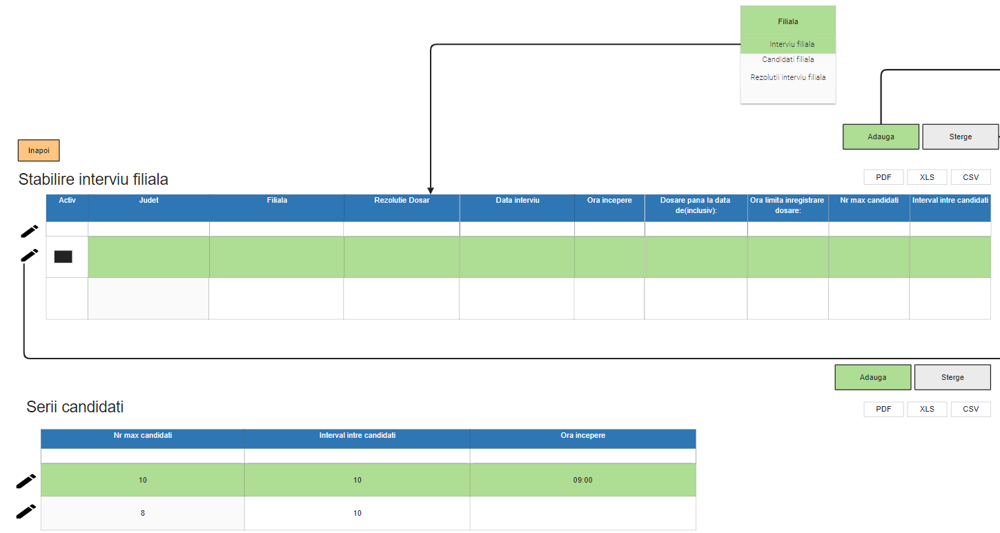 Filiala
Interviu filiala
Candidati filiala
Rezolutii interviu filiala
Adauga
Sterge
Inapoi
Stabilire interviu filiala
PDF
XLS
CSV
Activ
Judet
Filiala
Rezolutie Dosar
Data interviu
Ora incepere
Dosare pana la data
de(inclusiv):
Ora limita inregistrare
dosare:
Nr max candidati
Interval intre candidati
Adauga
Sterge
Serii candidati
PDF
XLS
CSV
Nr max candidati
Interval intre candidati
Ora incepere
10
10
09:00
8
10